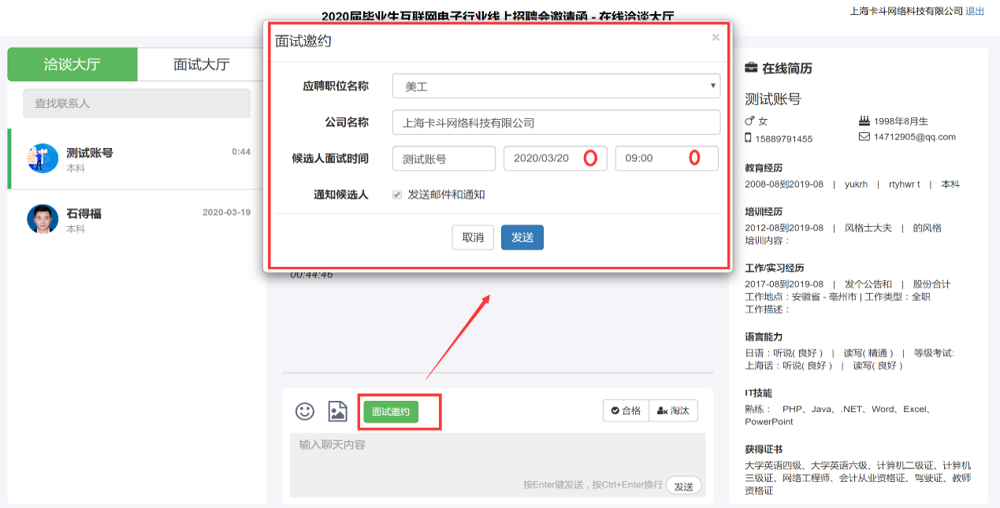 2020届毕业生互联网电子行业线上招聘会邀请函 - 在线洽谈大厅
上海卡斗网络科技有限公司 退出
洽谈大厅
面试大厅
查找联系人
测试账号
0:44
本科
石得福
2020-03-19
本科
面试邀约
×
应聘职位名称
美工
公司名称
上海卡斗网络科技有限公司
候选人面试时间
测试账号
2020/03/20
09:00
通知候选人
发送邮件和通知
取消
发送
00:44:46
面试邀约
合格
淘汰
输入聊天内容
按Enter键发送，按Ctrl+Enter换行
发送
在线简历
测试账号
女
1998年8月生
15889791455
14712905@qq.com
教育经历
2008-08到2019-08 | yukrh | rtyhwr t | 本科
培训经历
2012-08到2019-08 | 风格士大夫 | 的风格
培训内容：
工作/实习经历
2017-08到2019-08 | 发个公告和 | 股份合计
工作地点：安徽省 - 亳州市 | 工作类型：全职
工作描述：
语言能力
日语：听说( 良好 ) | 读写( 精通 ) | 等级考试:
上海话：听说( 良好 ) | 读写( 良好 )
IT技能
熟练： PHP、Java、.NET、Word、Excel、
PowerPoint
获得证书
大学英语四级、大学英语六级、计算机二级证、计算机
三级证、网络工程师、会计从业资格证、驾驶证、教师
资格证